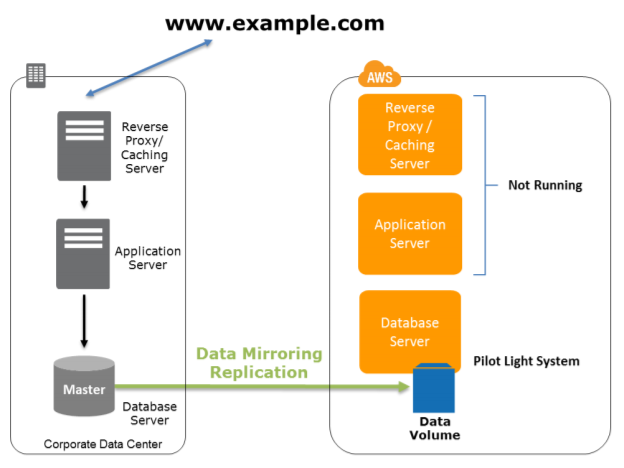 www.example.com
AWS
Reverse
Proxy/
Caching
Server
Reverse
Proxy /
Caching
Server
Not Running
Application
Server
Application
Server
Database
Server
Data Mirroring
Replication
Pilot Light System
Master
Database
Server
Data
Volume
Corporate Data Center